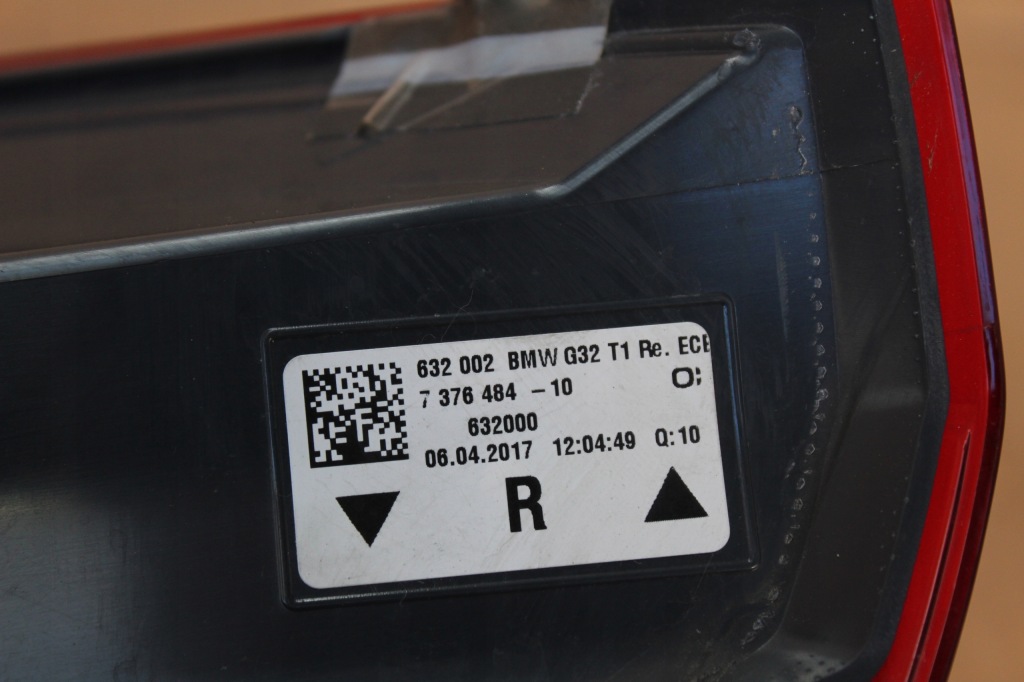 632 002 BMW G32 T1 Re. ECE
7 376 484 -10
632000
06.04.2017 12:04:49 Q:10
R